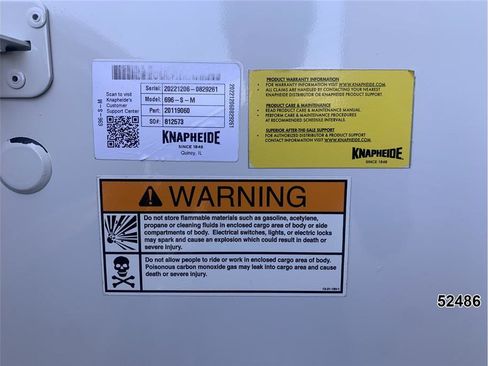 Scan to visit
Knapheide's
Customer
Support Center
Serial: 20221206-0829261
Model: 696-S-M
Part: 20119060
SO#: 812573
KNAPHEIDE
SINCE 1848
Quincy, IL
20221206-0829261
PRODUCT WARRANTY INFORMATION
FOR WARRANTY INFORMATION VISIT WWW.KNAPHEIDE.COM
ALL CLAIMS ARE HANDLED BY CONTACTING YOUR NEAREST
KNAPHEIDE DISTRIBUTOR OR KNAPHEIDE PRODUCT SUPPORT
PRODUCT CARE & MAINTENANCE
READ PRODUCT CARE & MAINTENANCE MANUAL
PERFORM CARE & MAINTENANCE PROCEDURES
AT RECOMMENDED SCHEDULE INTERVALS
SUPERIOR AFTER-THE-SALE SUPPORT
FOR AUTHORIZED DISTRIBUTOR & PRODUCT SUPPORT
CONTACT INFORMATION VISIT WWW.KNAPHEIDE.COM
KNAPHEIDE.
SINCE 1848
WARNING
Do not store flammable materials such as gasoline, acetylene,
propane or cleaning fluids in enclosed cargo area of body or side
compartments of body. Electrical switches, lights, or electric locks
may spark and cause an explosion which could result in death or
severe injury.
Do not allow people to ride or work in enclosed cargo area of body.
Poisonous carbon monoxide gas may leak into cargo area and cause
death or severe injury.
52486